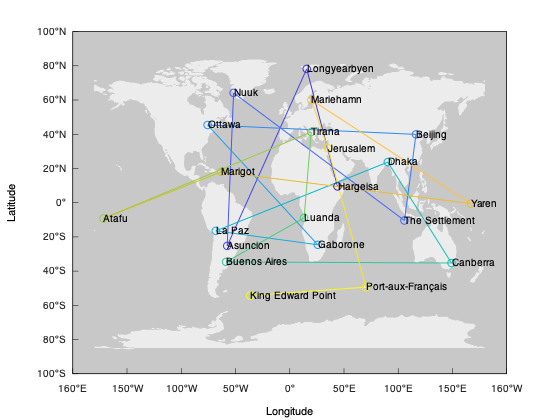 100°N
80°N
60°N
40°N
20°N
0°
20°S
40°S
60°S
80°S
100°S
Latitude
Longyearbyen
Nuuk
Mariehamn
Ottawa
Tirana
Beijing
Jerusalem
Dhaka
Marigot
Hargeisa
Yaren
Atafu
Luanda
The Settlement
La Paz
Asunción
Gaborone
Buenos Aires
Canberra
Port-aux-Français
King Edward Point
160°E 150°W 100°W 50°W 0° 50°E 100°E 150°E 160°W
Longitude